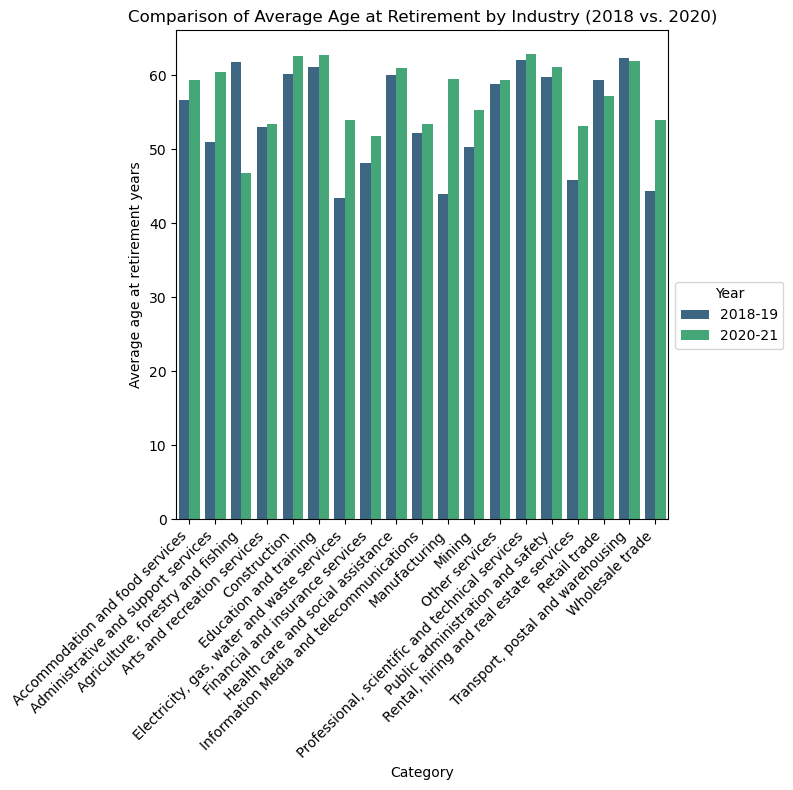 Comparison of Average Age at Retirement by Industry (2018 vs. 2020)
Average age at retirement years
60
50
40
30
20
10
0
Year
2018-19
2020-21
Accommodation and food services
Administrative and support services
Agriculture, forestry and fishing
Arts and recreation services
Construction
Education and training
Electricity, gas, water and waste services
Financial and insurance services
Health care and social assistance
Information Media and telecommunications
Manufacturing
Mining
Other services
Professional, scientific and technical services
Public administration and safety
Rental, hiring and real estate services
Retail trade
Transport, postal and warehousing
Wholesale trade
Category